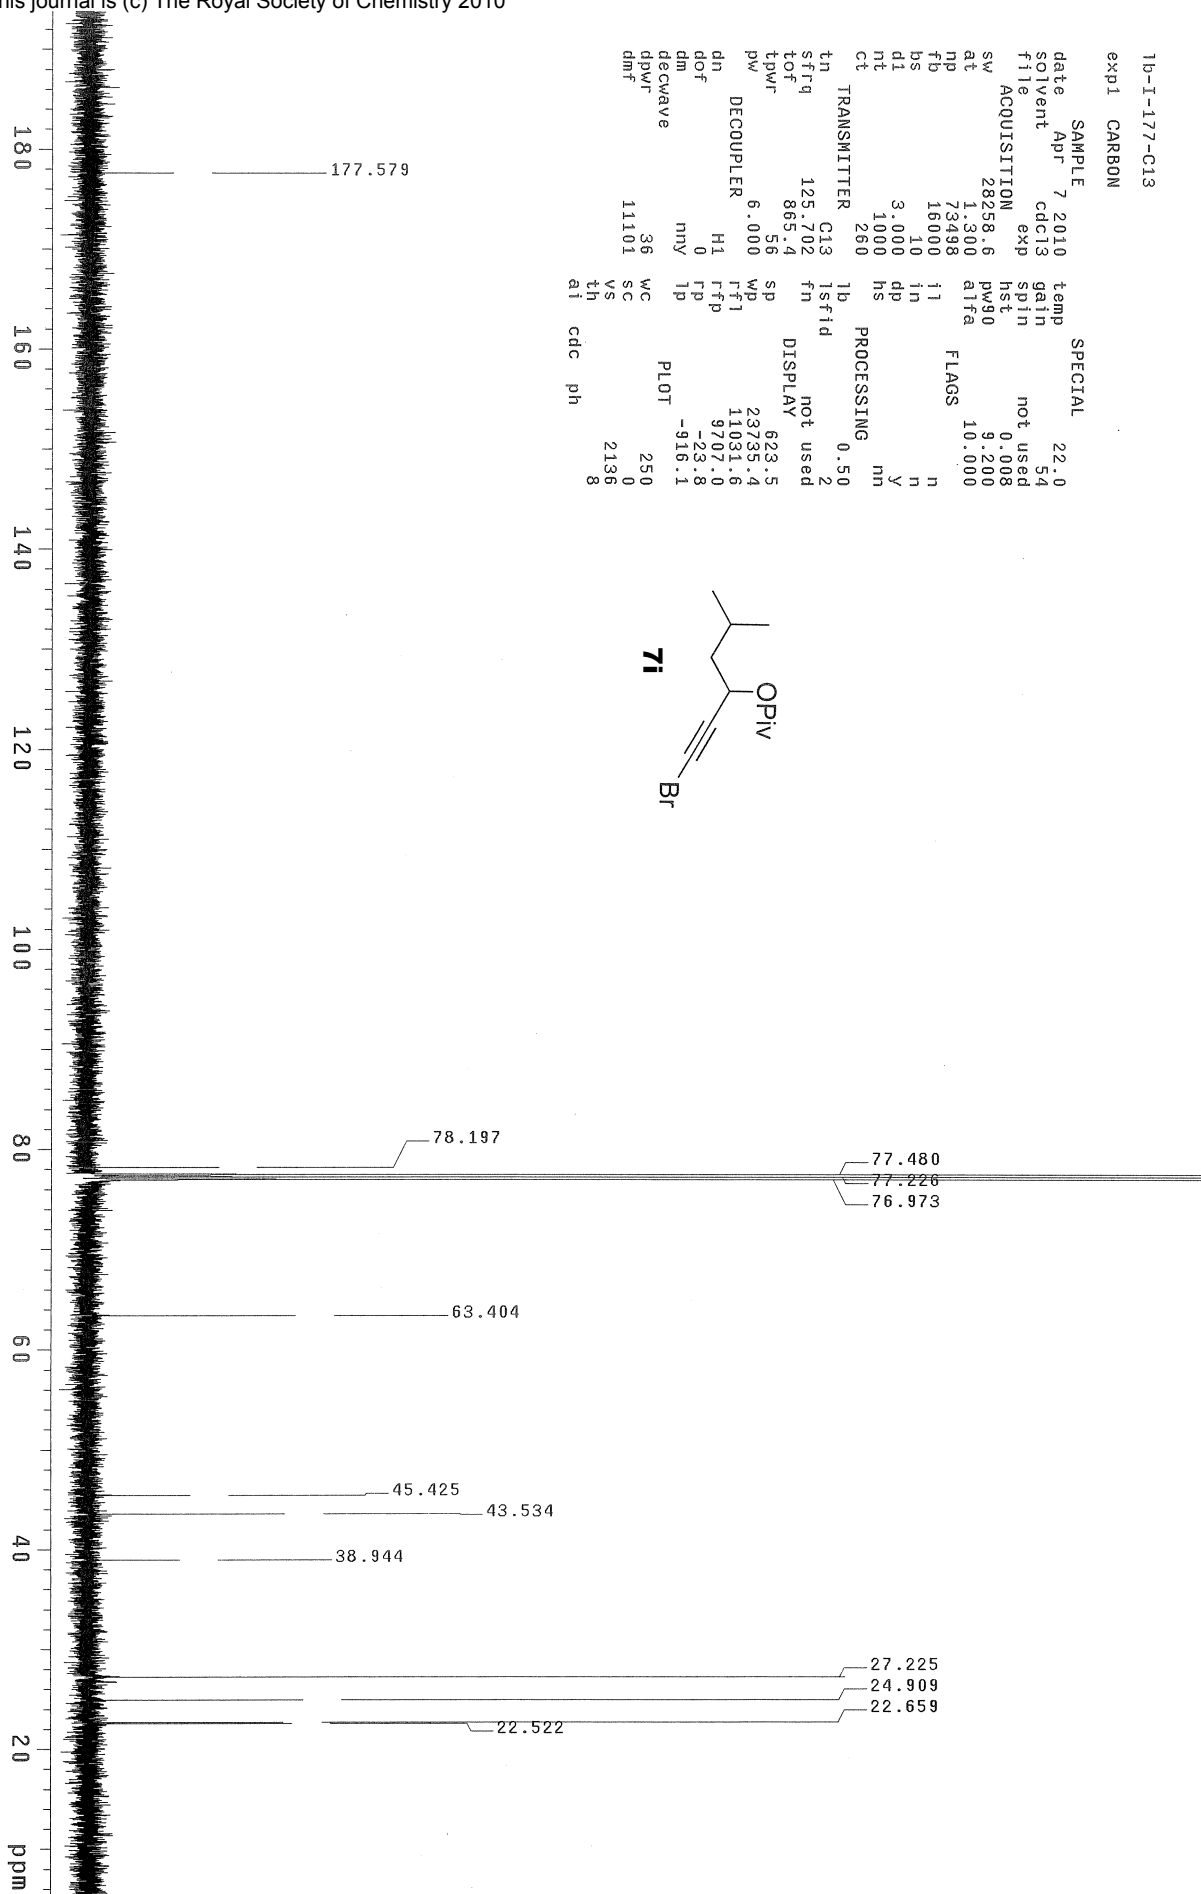 his journal is (c) The Royal Society of Chemistry 2010
lb-I-177-C13
exp1 CARBON
SAMPLE
date Apr 7 2010
solvent cdcl3
file exp
ACQUISITION
sw 28258.6
at 1.300
np 73498
fb 16000
bs 10
d1 3.000
nt 1000
ct 260
TRANSMITTER
tn C13
sfrq 125.702
tof 865.4
tpwr 56
pw 6.000
DECOUPLER
dn H1
dof 0
dm nny
decwave
dpwr 36
dmf 11101
SPECIAL
temp 22.0
gain 54
spin not used
hst 0.008
pw90 9.200
alfa 10.000
FLAGS
il n
in n
dp y
hs nn
PROCESSING
lb 0.50
lsfid 2
fn not used
DISPLAY
sp 623.5
wp 23735.4
rfl 11031.6
rfp 9707.0
rp -23.8
lp -916.1
PLOT
wc 250
sc 0
vs 2136
th 8
ai cdc ph
OPiv
Br
7i
177.579
78.197
77.480
77.226
76.973
63.404
45.425
43.534
38.944
27.225
24.909
22.659
22.522
180 160 140 120 100 80 60 40 20 ppm